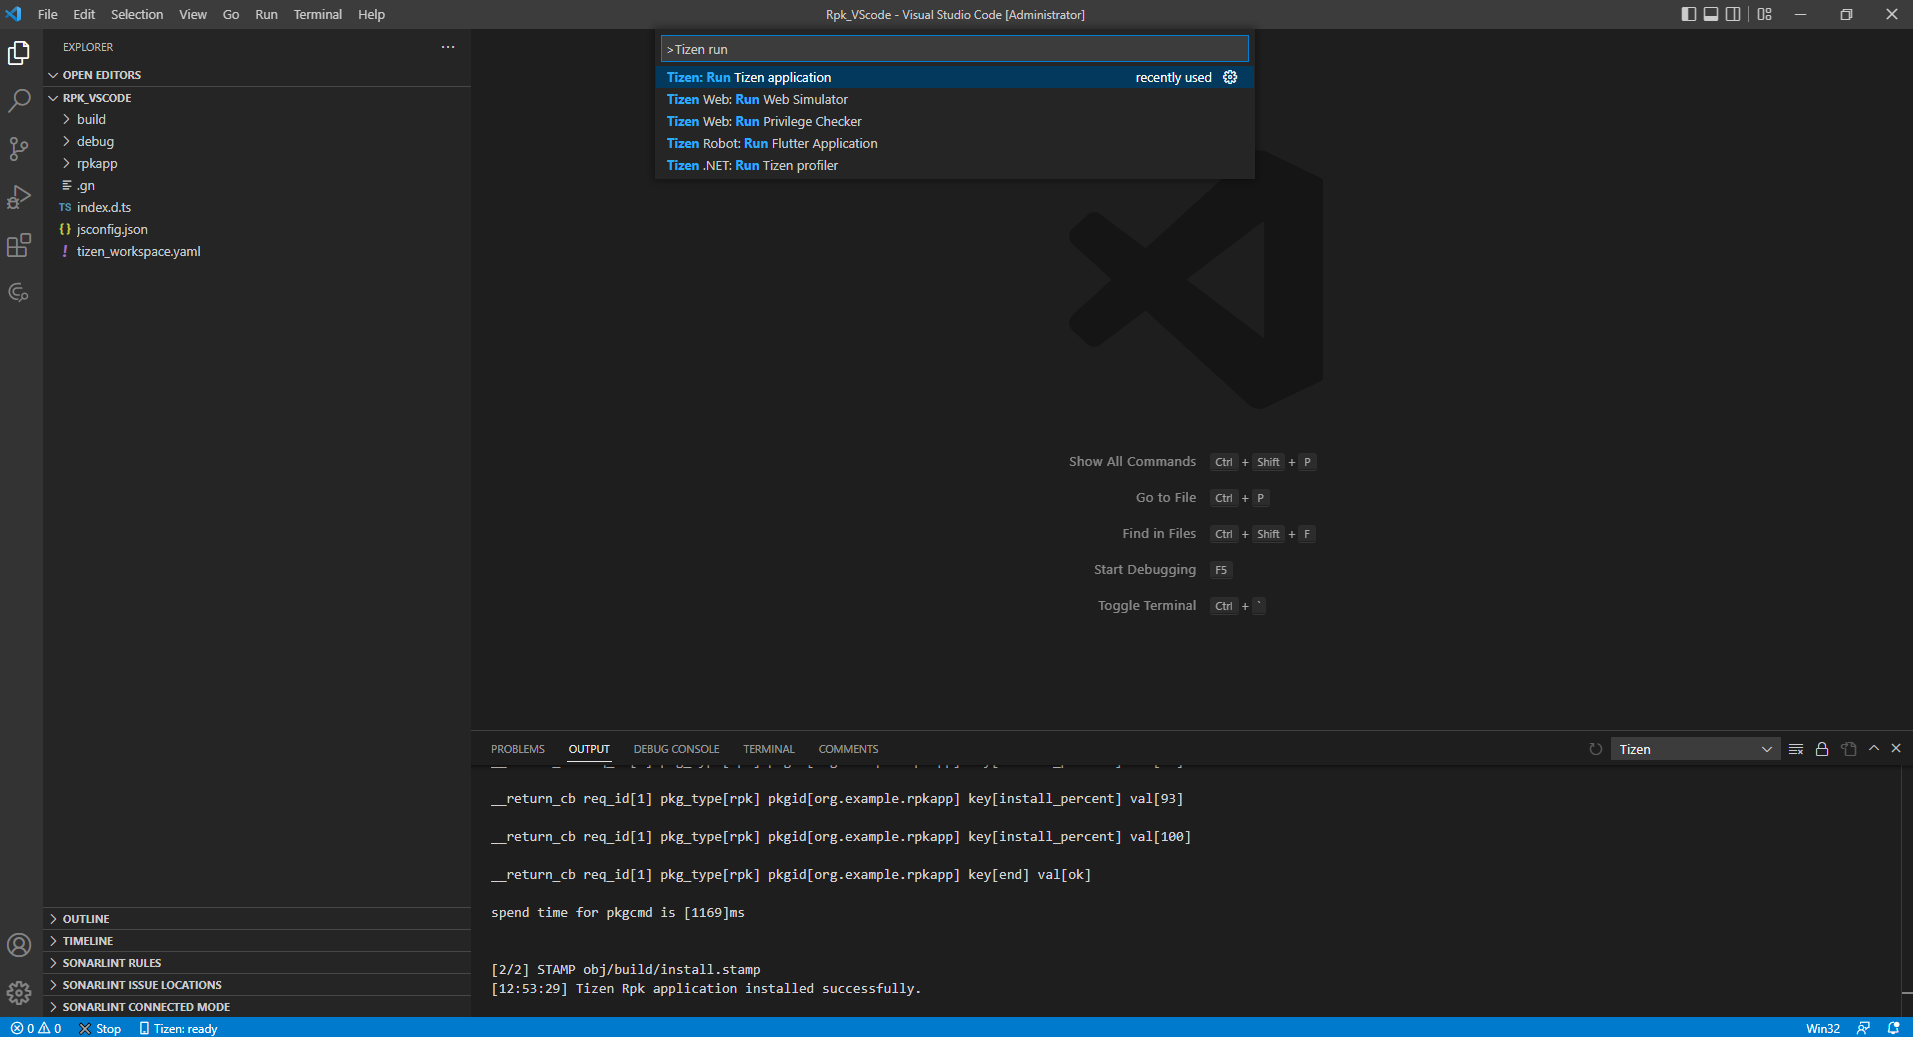 File Edit Selection View Go Run Terminal Help
Rpk_VScode - Visual Studio Code [Administrator]
EXPLORER
OPEN EDITORS
RPK_VSCODE
build
debug
rpkapp
.gn
TS index.d.ts
{} jsconfig.json
! tizen_workspace.yaml
OUTLINE
TIMELINE
SONARLINT RULES
SONARLINT ISSUE LOCATIONS
SONARLINT CONNECTED MODE
>Tizen run
Tizen: Run Tizen application recently used
Tizen Web: Run Web Simulator
Tizen Web: Run Privilege Checker
Tizen Robot: Run Flutter Application
Tizen .NET: Run Tizen profiler
Show All Commands Ctrl + Shift + P
Go to File Ctrl + P
Find in Files Ctrl + Shift + F
Start Debugging F5
Toggle Terminal Ctrl + `
PROBLEMS OUTPUT DEBUG CONSOLE TERMINAL COMMENTS
Tizen
__return_cb req_id[1] pkg_type[rpk] pkgid[org.example.rpkapp] key[install_percent] val[93]
__return_cb req_id[1] pkg_type[rpk] pkgid[org.example.rpkapp] key[install_percent] val[100]
__return_cb req_id[1] pkg_type[rpk] pkgid[org.example.rpkapp] key[end] val[ok]
spend time for pkgcmd is [1169]ms
[2/2] STAMP obj/build/install.stamp
[12:53:29] Tizen Rpk application installed successfully.
0 0 Stop Tizen: ready
Win32